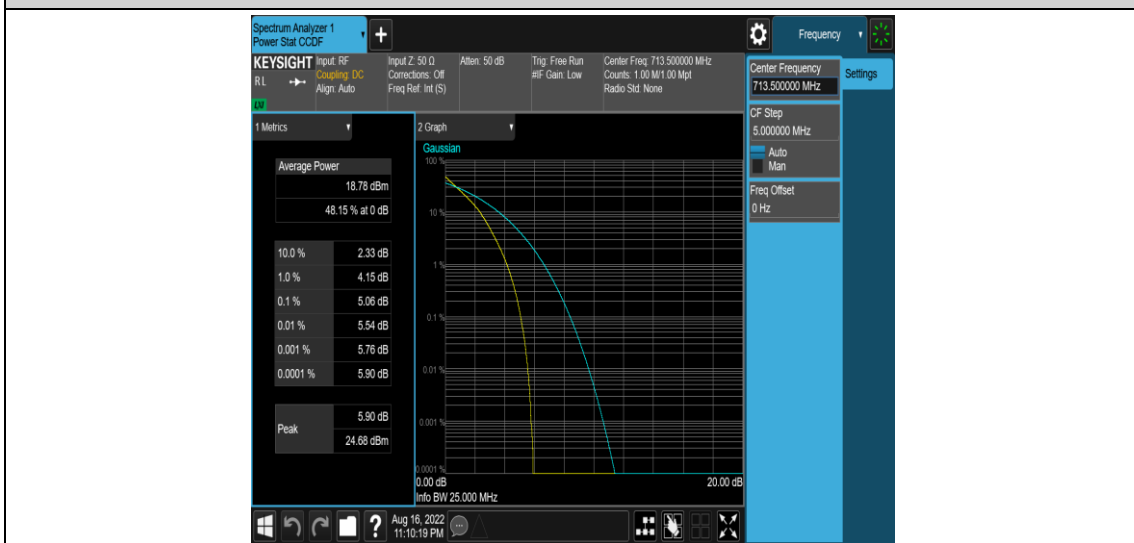 Spectrum Analyzer 1
Power Stat CCDF
+
Frequency
KEYSIGHT
RL
LXI
Input: RF
Coupling: DC
Align: Auto
Input Z: 50 Ω
Corrections: Off
Freq Ref: Int (S)
Atten: 50 dB
Trig: Free Run
#IF Gain: Low
Center Freq: 713.500000 MHz
Counts: 1.00 M/1.00 Mpt
Radio Std: None
Center Frequency
713.500000 MHz
Settings
CF Step
5.000000 MHz
Auto
Man
Freq Offset
0 Hz
1 Metrics
Average Power
18.78 dBm
48.15 % at 0 dB
10.0 % 2.33 dB
1.0 % 4.15 dB
0.1 % 5.06 dB
0.01 % 5.54 dB
0.001 % 5.76 dB
0.0001 % 5.90 dB
Peak
5.90 dB
24.68 dBm
2 Graph
Gaussian
100 %
10 %
1 %
0.1 %
0.01 %
0.001 %
0.0001 %
0.00 dB 20.00 dB
Info BW 25.000 MHz
?
Aug 16, 2022
11:10:19 PM